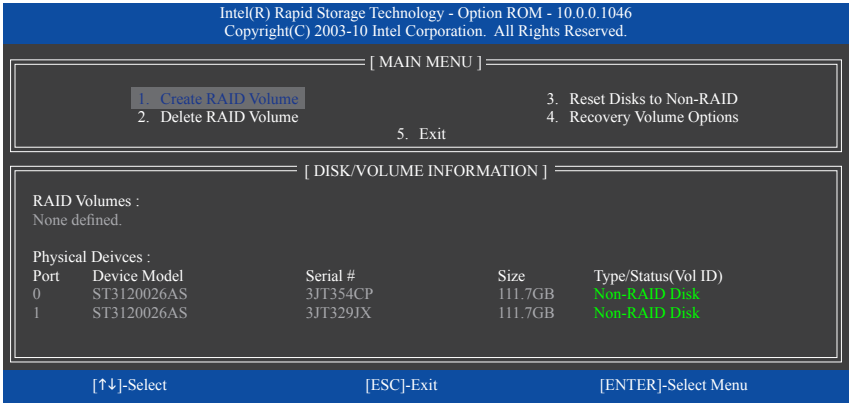 Intel(R) Rapid Storage Technology - Option ROM - 10.0.0.1046
Copyright(C) 2003-10 Intel Corporation.  All Rights Reserved.
[ MAIN MENU ]
1.  Create RAID Volume
2.  Delete RAID Volume
3.  Reset Disks to Non-RAID
4.  Recovery Volume Options
5.  Exit
[ DISK/VOLUME INFORMATION ]
RAID Volumes :
None defined.
Physical Deivces :
Port Device Model Serial # Size Type/Status(Vol ID)
0 ST3120026AS 3JT354CP 111.7GB Non-RAID Disk
1 ST3120026AS 3JT329JX 111.7GB Non-RAID Disk
[↑↓]-Select [ESC]-Exit [ENTER]-Select Menu